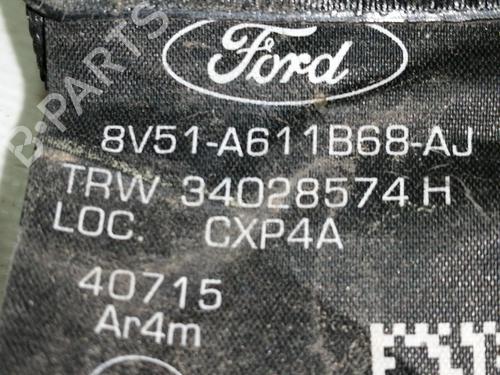 Ford
8V51-A611B68-AJ
TRW 34028574 H
LOC. CXP4A
40715
Ar4m
B-PARTS